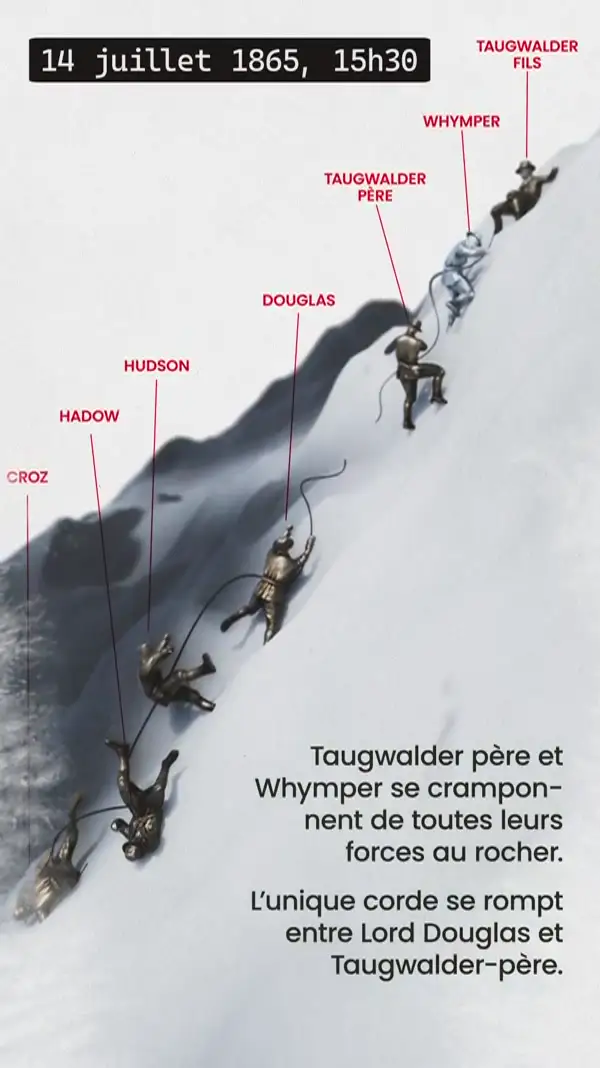 14 juillet 1865, 15h30
TAUGWALDER
FILS
WHYMPER
TAUGWALDER
PÈRE
DOUGLAS
HUDSON
HADOW
CROZ
Taugwalder père et
Whymper se crampon-
nent de toutes leurs
forces au rocher.
L’unique corde se rompt
entre Lord Douglas et
Taugwalder-père.